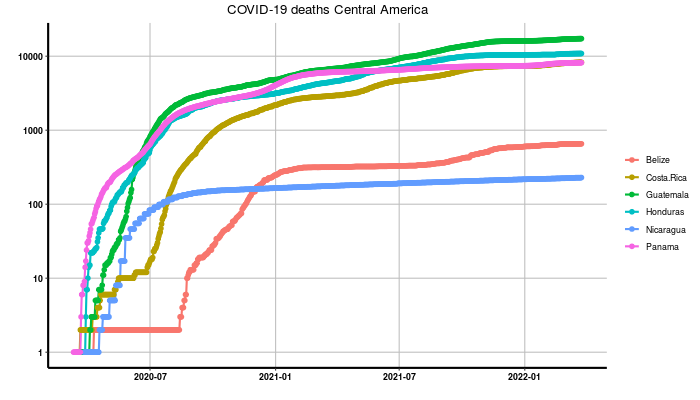 COVID-19 deaths Central America
10000
1000
100
10
1
2020-07
2021-01
2021-07
2022-01
Belize
Costa.Rica
Guatemala
Honduras
Nicaragua
Panama